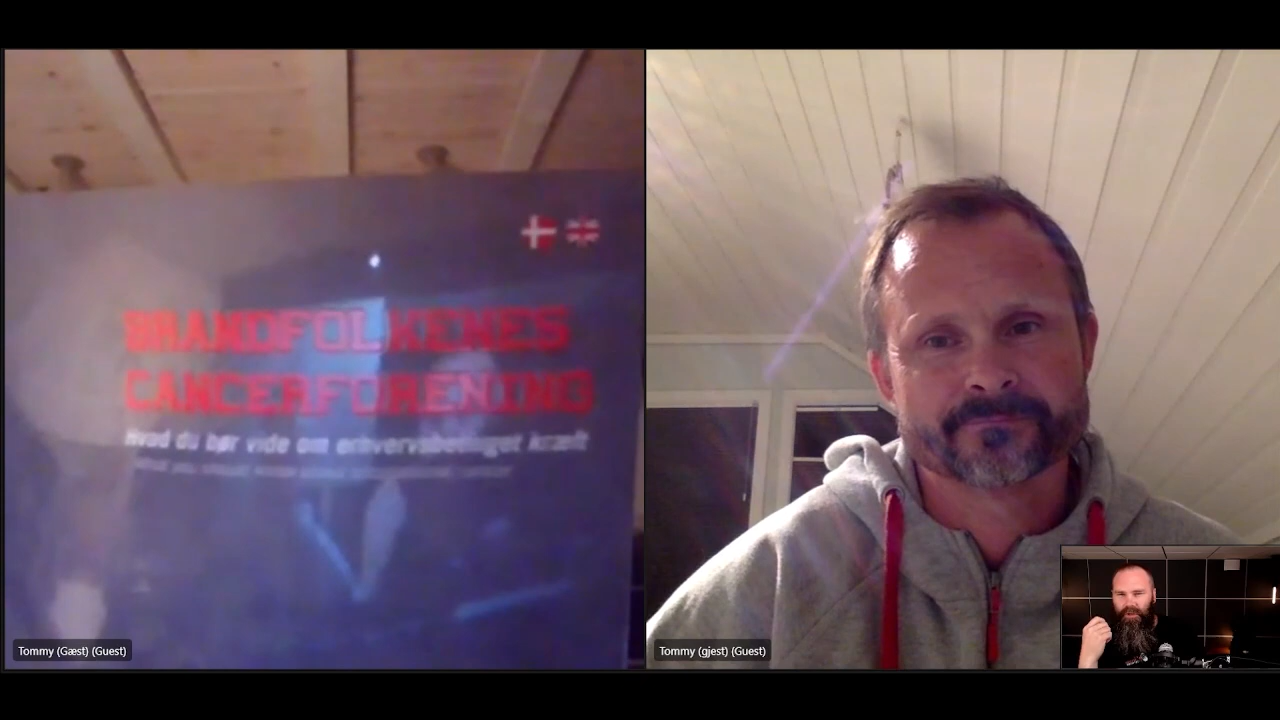 BRANDFOLKENES
CANCERFORENING
Hvad du bør vide om erhvervsbetinget kræft
Tommy (Gæst) (Guest)
Tommy (gjest) (Guest)